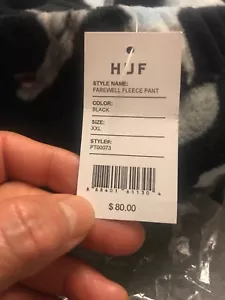 HUF
STYLE NAME:
FAREWELL FLEECE PANT
COLOR:
BLACK
SIZE:
XXL
STYLE#:
PT00073
$ 80.00